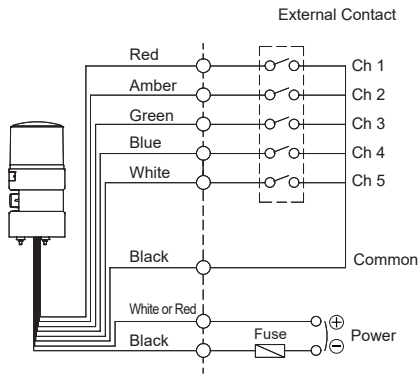 External Contact
Red
Ch 1
Amber
Ch 2
Green
Ch 3
Blue
Ch 4
White
Ch 5
Black
Common
White or Red
+
Fuse
Power
Black
−